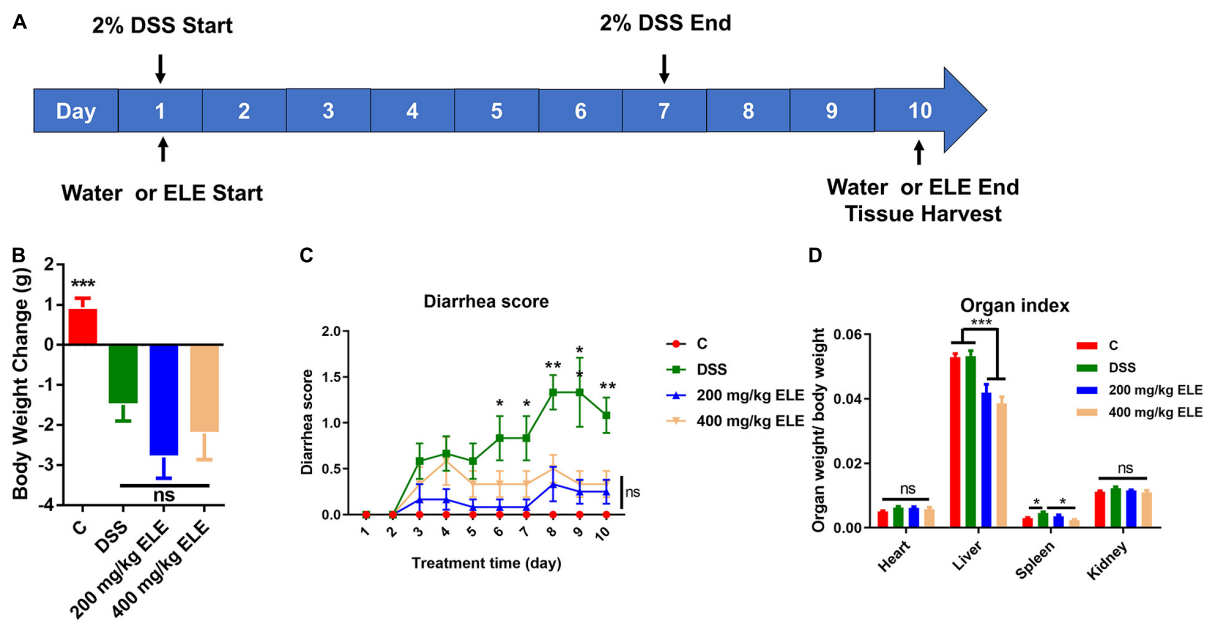 A
2% DSS Start
2% DSS End
Day 1 2 3 4 5 6 7 8 9 10
Water or ELE Start
Water or ELE End
Tissue Harvest
B
Body Weight Change (g)
2
1
0
-1
-2
-3
-4
***
ns
C
DSS
200 mg/kg ELE
400 mg/kg ELE
C
Diarrhea score
Diarrhea score
2.0
1.5
1.0
0.5
0.0
* * ** * * **
ns
1 2 3 4 5 6 7 8 9 10
Treatment time (day)
C
DSS
200 mg/kg ELE
400 mg/kg ELE
D
Organ index
Organ weight/ body weight
0.06
0.04
0.02
0.00
***
ns
* *
ns
Heart
Liver
Spleen
Kidney
C
DSS
200 mg/kg ELE
400 mg/kg ELE